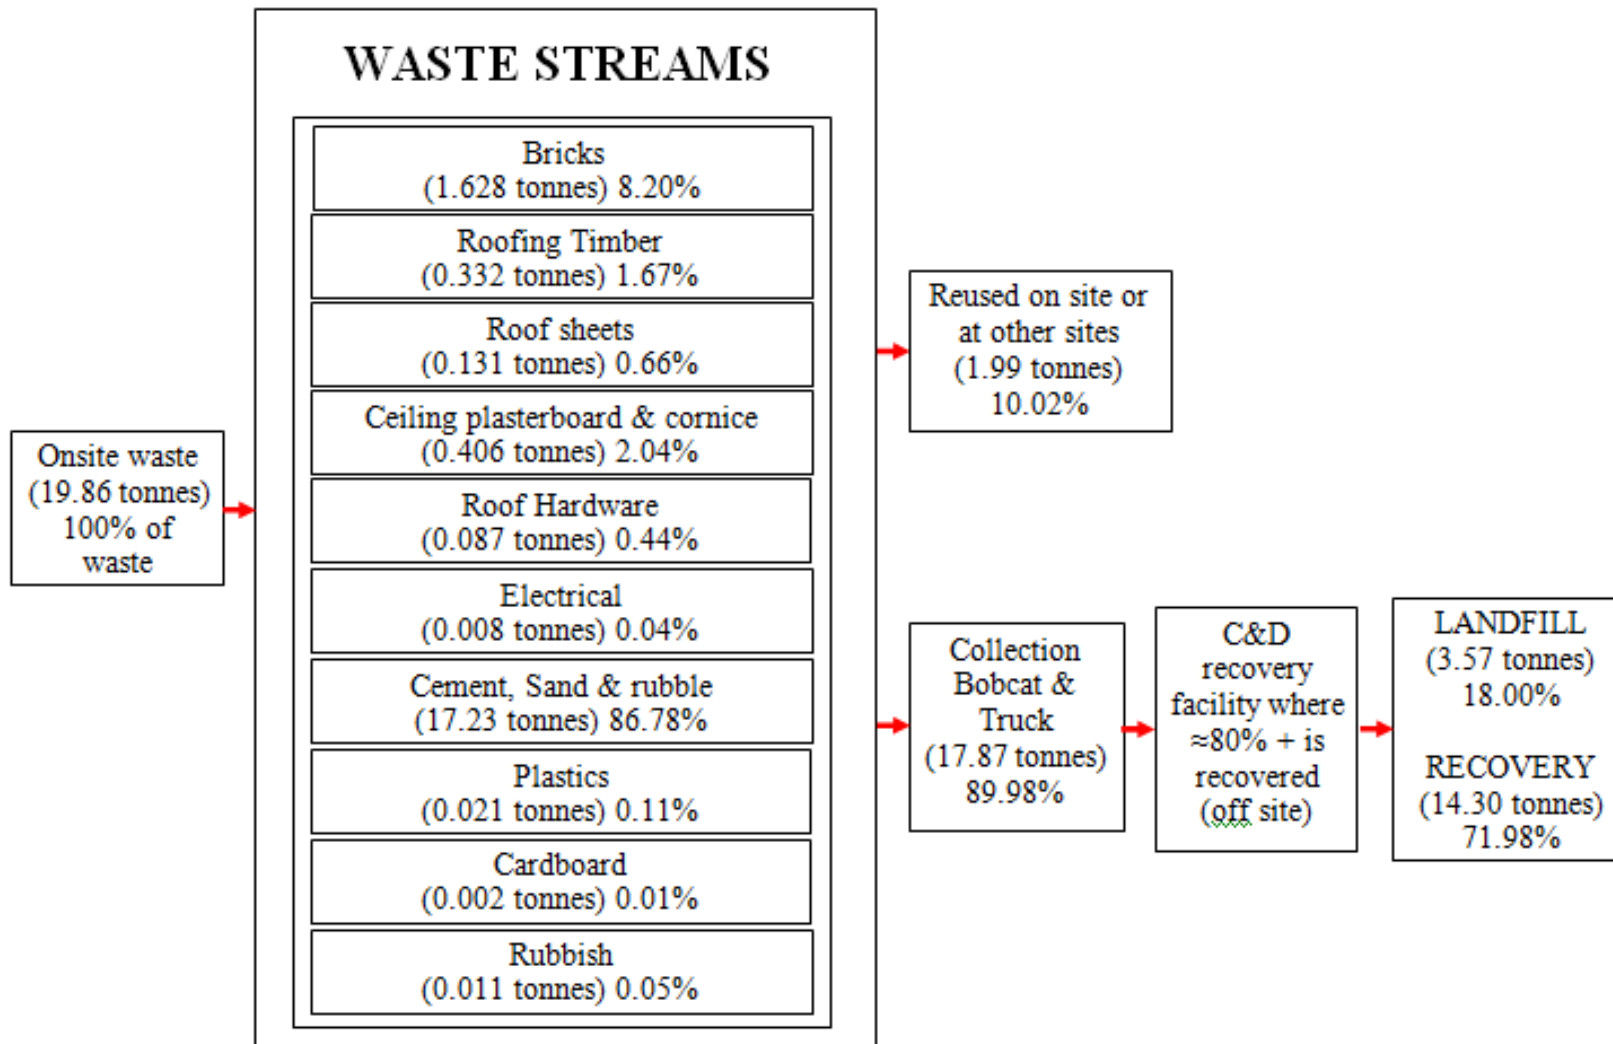 WASTE STREAMS
Onsite waste
(19.86 tonnes)
100% of
waste
Bricks
(1.628 tonnes) 8.20%
Roofing Timber
(0.332 tonnes) 1.67%
Roof sheets
(0.131 tonnes) 0.66%
Ceiling plasterboard & cornice
(0.406 tonnes) 2.04%
Roof Hardware
(0.087 tonnes) 0.44%
Electrical
(0.008 tonnes) 0.04%
Cement, Sand & rubble
(17.23 tonnes) 86.78%
Plastics
(0.021 tonnes) 0.11%
Cardboard
(0.002 tonnes) 0.01%
Rubbish
(0.011 tonnes) 0.05%
Reused on site or
at other sites
(1.99 tonnes)
10.02%
Collection
Bobcat &
Truck
(17.87 tonnes)
89.98%
C&D
recovery
facility where
≈80% + is
recovered
(off site)
LANDFILL
(3.57 tonnes)
18.00%
RECOVERY
(14.30 tonnes)
71.98%